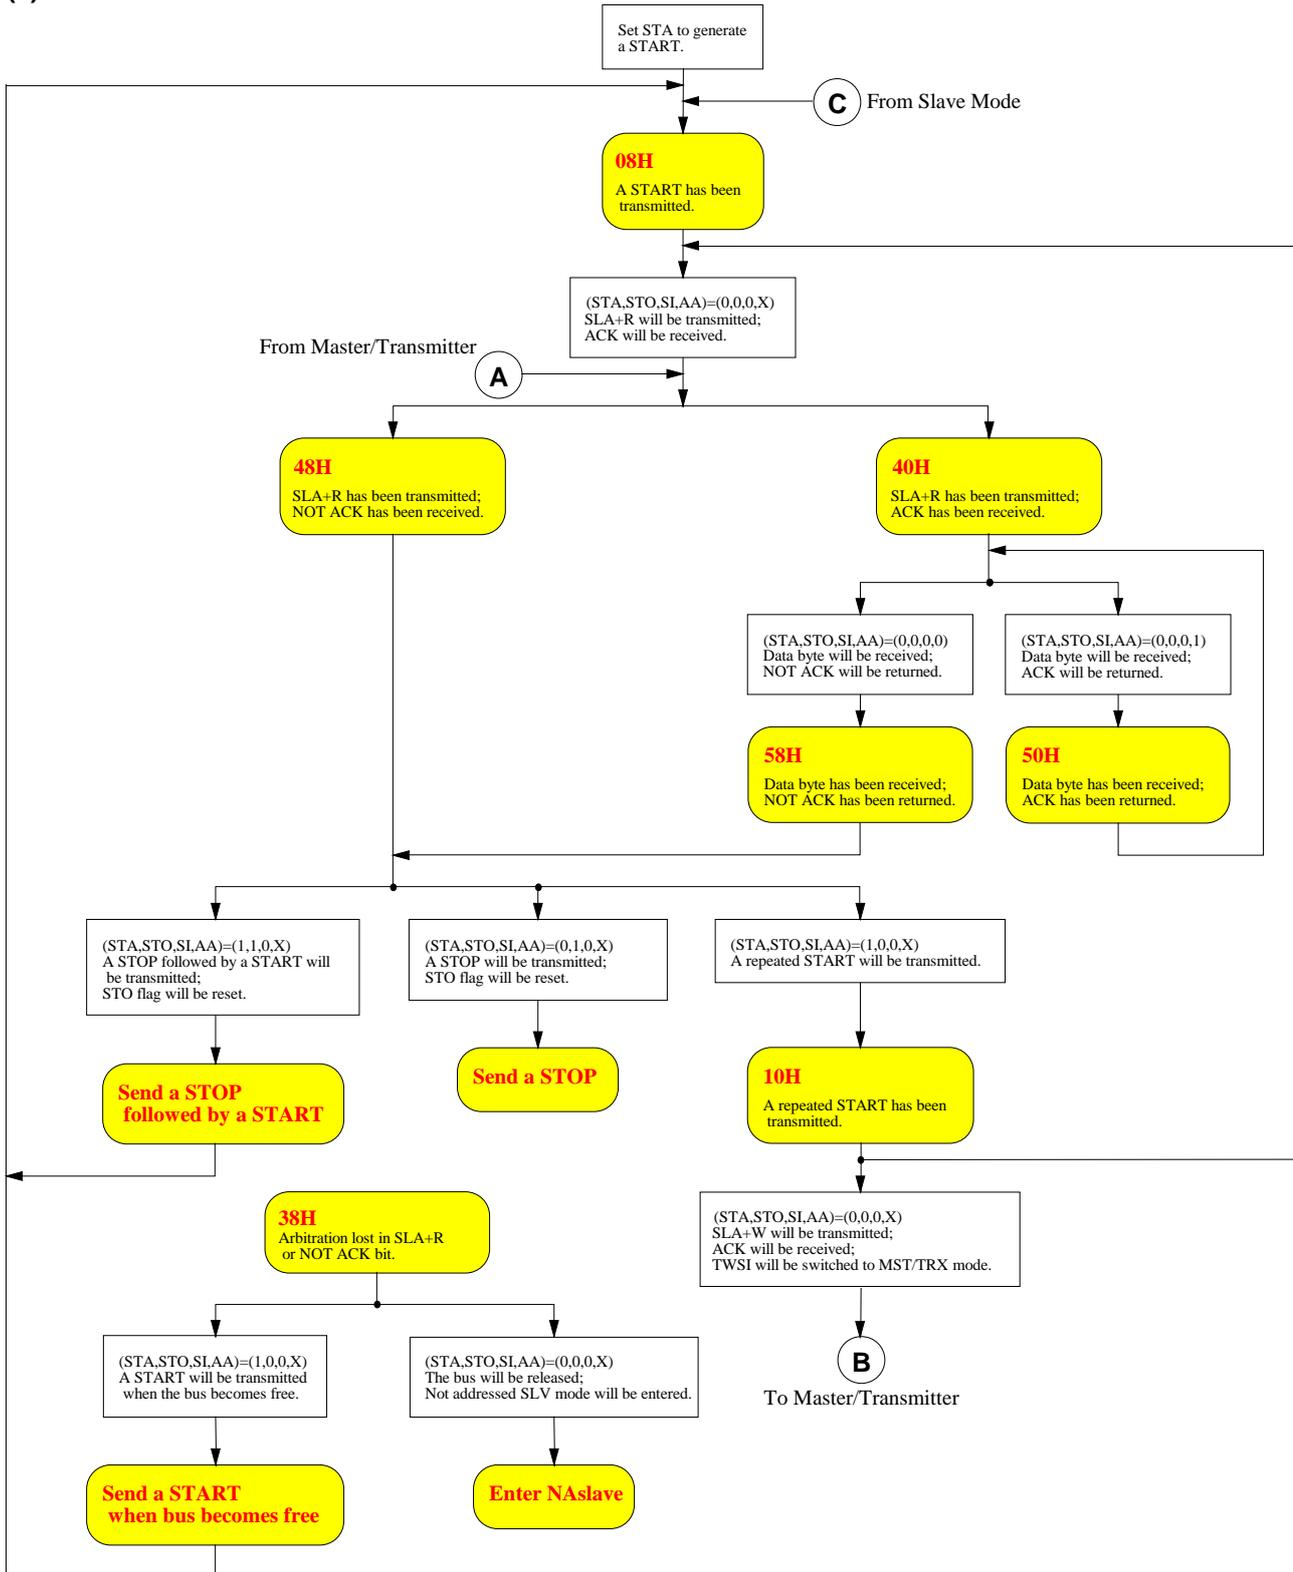 Set STA to generate
a START.
C
From Slave Mode
08H
A START has been
transmitted.
(STA,STO,SI,AA)=(0,0,0,X)
SLA+R will be transmitted;
ACK will be received.
From Master/Transmitter
A
48H
SLA+R has been transmitted;
NOT ACK has been received.
40H
SLA+R has been transmitted;
ACK has been received.
(STA,STO,SI,AA)=(0,0,0,0)
Data byte will be received;
NOT ACK will be returned.
(STA,STO,SI,AA)=(0,0,0,1)
Data byte will be received;
ACK will be returned.
58H
Data byte has been received;
NOT ACK has been returned.
50H
Data byte has been received;
ACK has been returned.
(STA,STO,SI,AA)=(1,1,0,X)
A STOP followed by a START will
be transmitted;
STO flag will be reset.
(STA,STO,SI,AA)=(0,1,0,X)
A STOP will be transmitted;
STO flag will be reset.
(STA,STO,SI,AA)=(1,0,0,X)
A repeated START will be transmitted.
Send a STOP
followed by a START
Send a STOP
10H
A repeated START has been
transmitted.
38H
Arbitration lost in SLA+R
or NOT ACK bit.
(STA,STO,SI,AA)=(0,0,0,X)
SLA+W will be transmitted;
ACK will be received;
TWSI will be switched to MST/TRX mode.
(STA,STO,SI,AA)=(1,0,0,X)
A START will be transmitted
when the bus becomes free.
(STA,STO,SI,AA)=(0,0,0,X)
The bus will be released;
Not addressed SLV mode will be entered.
B
To Master/Transmitter
Send a START
when bus becomes free
Enter NAslave